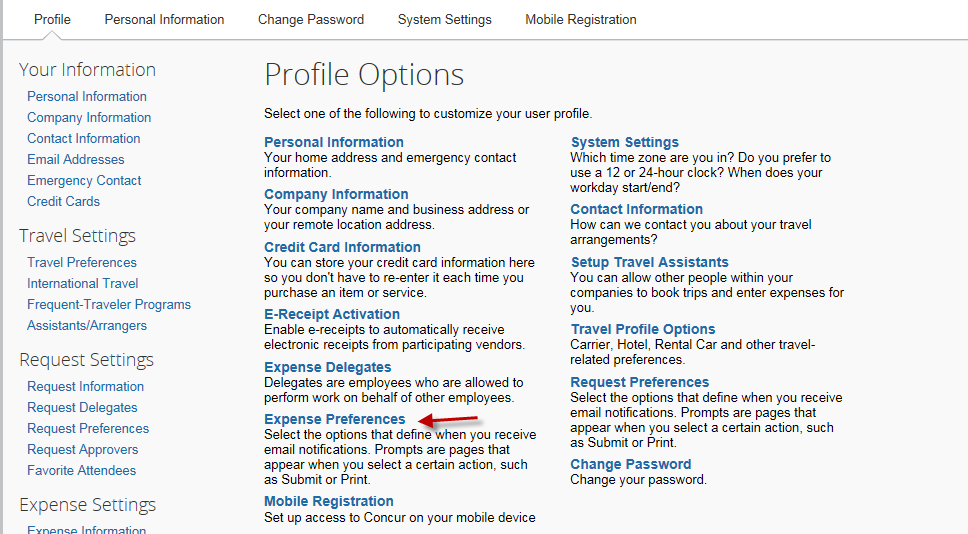 Profile Personal Information Change Password System Settings Mobile Registration
Your Information
Personal Information
Company Information
Contact Information
Email Addresses
Emergency Contact
Credit Cards
Travel Settings
Travel Preferences
International Travel
Frequent-Traveler Programs
Assistants/Arrangers
Request Settings
Request Information
Request Delegates
Request Preferences
Request Approvers
Favorite Attendees
Expense Settings
Expense Information
Profile Options
Select one of the following to customize your user profile.
Personal Information
Your home address and emergency contact
information.
Company Information
Your company name and business address or
your remote location address.
Credit Card Information
You can store your credit card information here
so you don't have to re-enter it each time you
purchase an item or service.
E-Receipt Activation
Enable e-receipts to automatically receive
electronic receipts from participating vendors.
Expense Delegates
Delegates are employees who are allowed to
perform work on behalf of other employees.
Expense Preferences
Select the options that define when you receive
email notifications. Prompts are pages that
appear when you select a certain action, such
as Submit or Print.
Mobile Registration
Set up access to Concur on your mobile device
System Settings
Which time zone are you in? Do you prefer to
use a 12 or 24-hour clock? When does your
workday start/end?
Contact Information
How can we contact you about your travel
arrangements?
Setup Travel Assistants
You can allow other people within your
companies to book trips and enter expenses for
you.
Travel Profile Options
Carrier, Hotel, Rental Car and other travel-
related preferences.
Request Preferences
Select the options that define when you receive
email notifications. Prompts are pages that
appear when you select a certain action, such
as Submit or Print.
Change Password
Change your password.